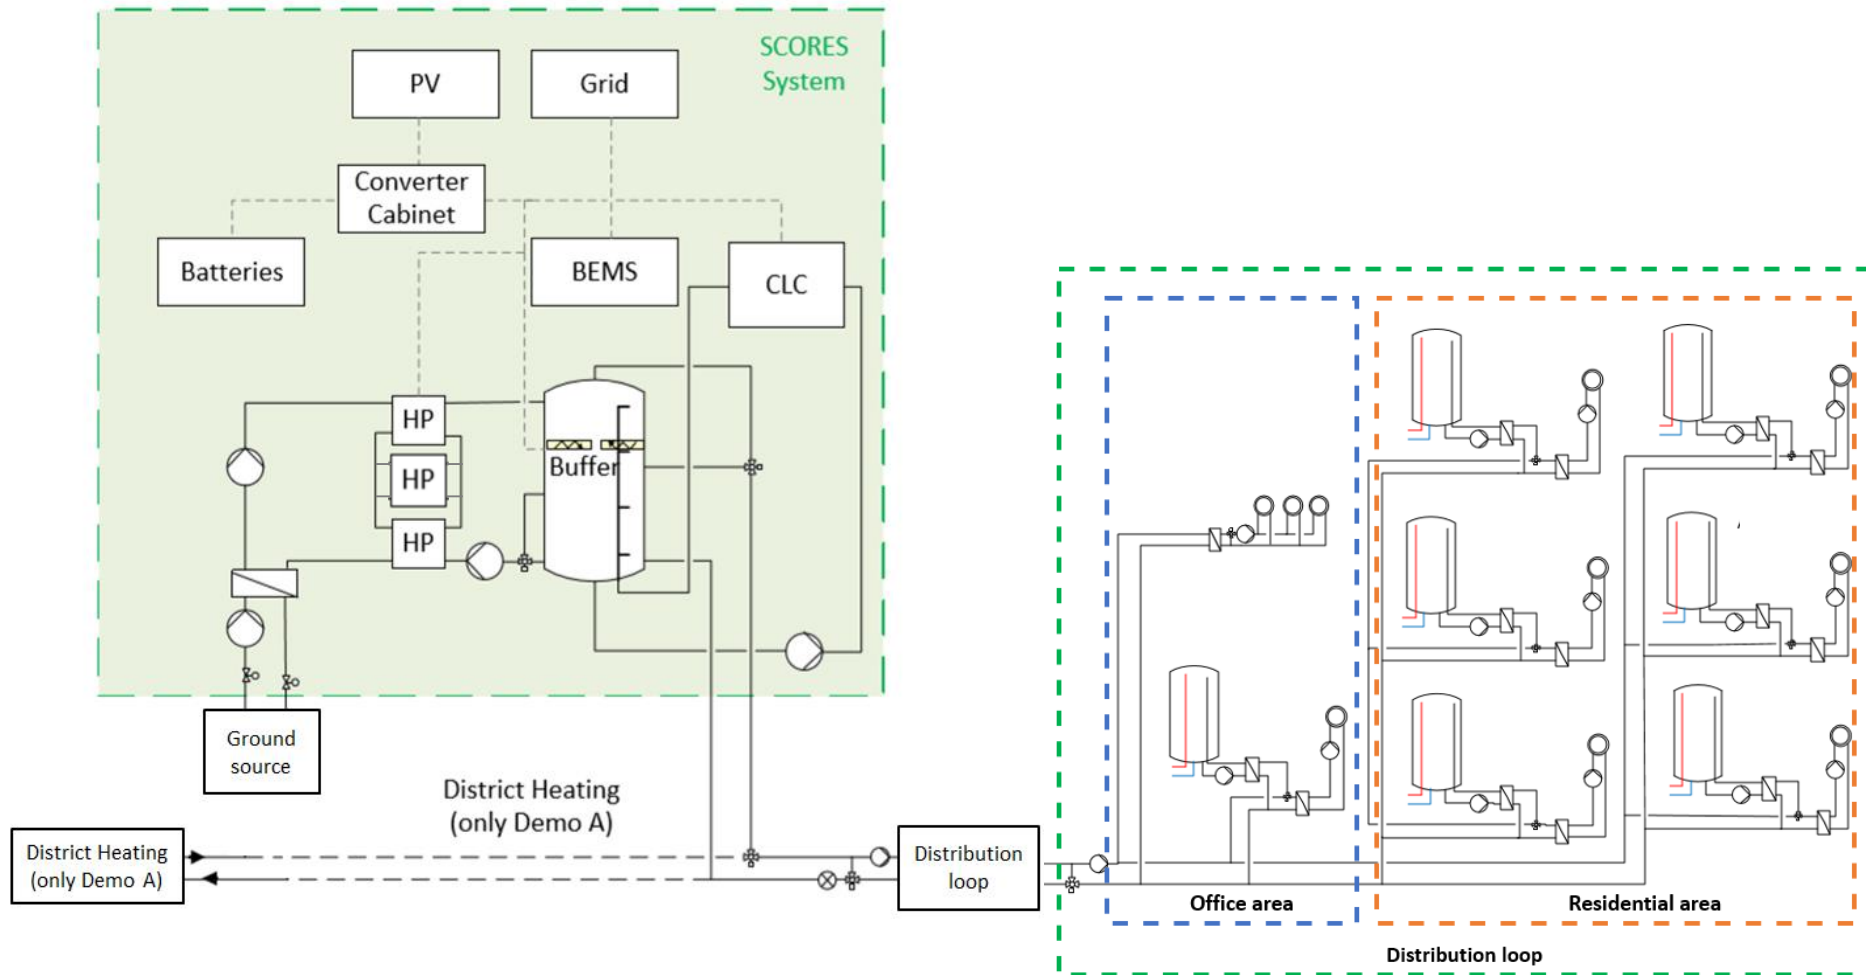 SCORES
System
PV
Grid
Converter
Cabinet
Batteries
BEMS
CLC
HP
HP
HP
Buffer
Ground
source
District Heating
(only Demo A)
District Heating
(only Demo A)
Distribution
loop
Office area
Residential area
Distribution loop